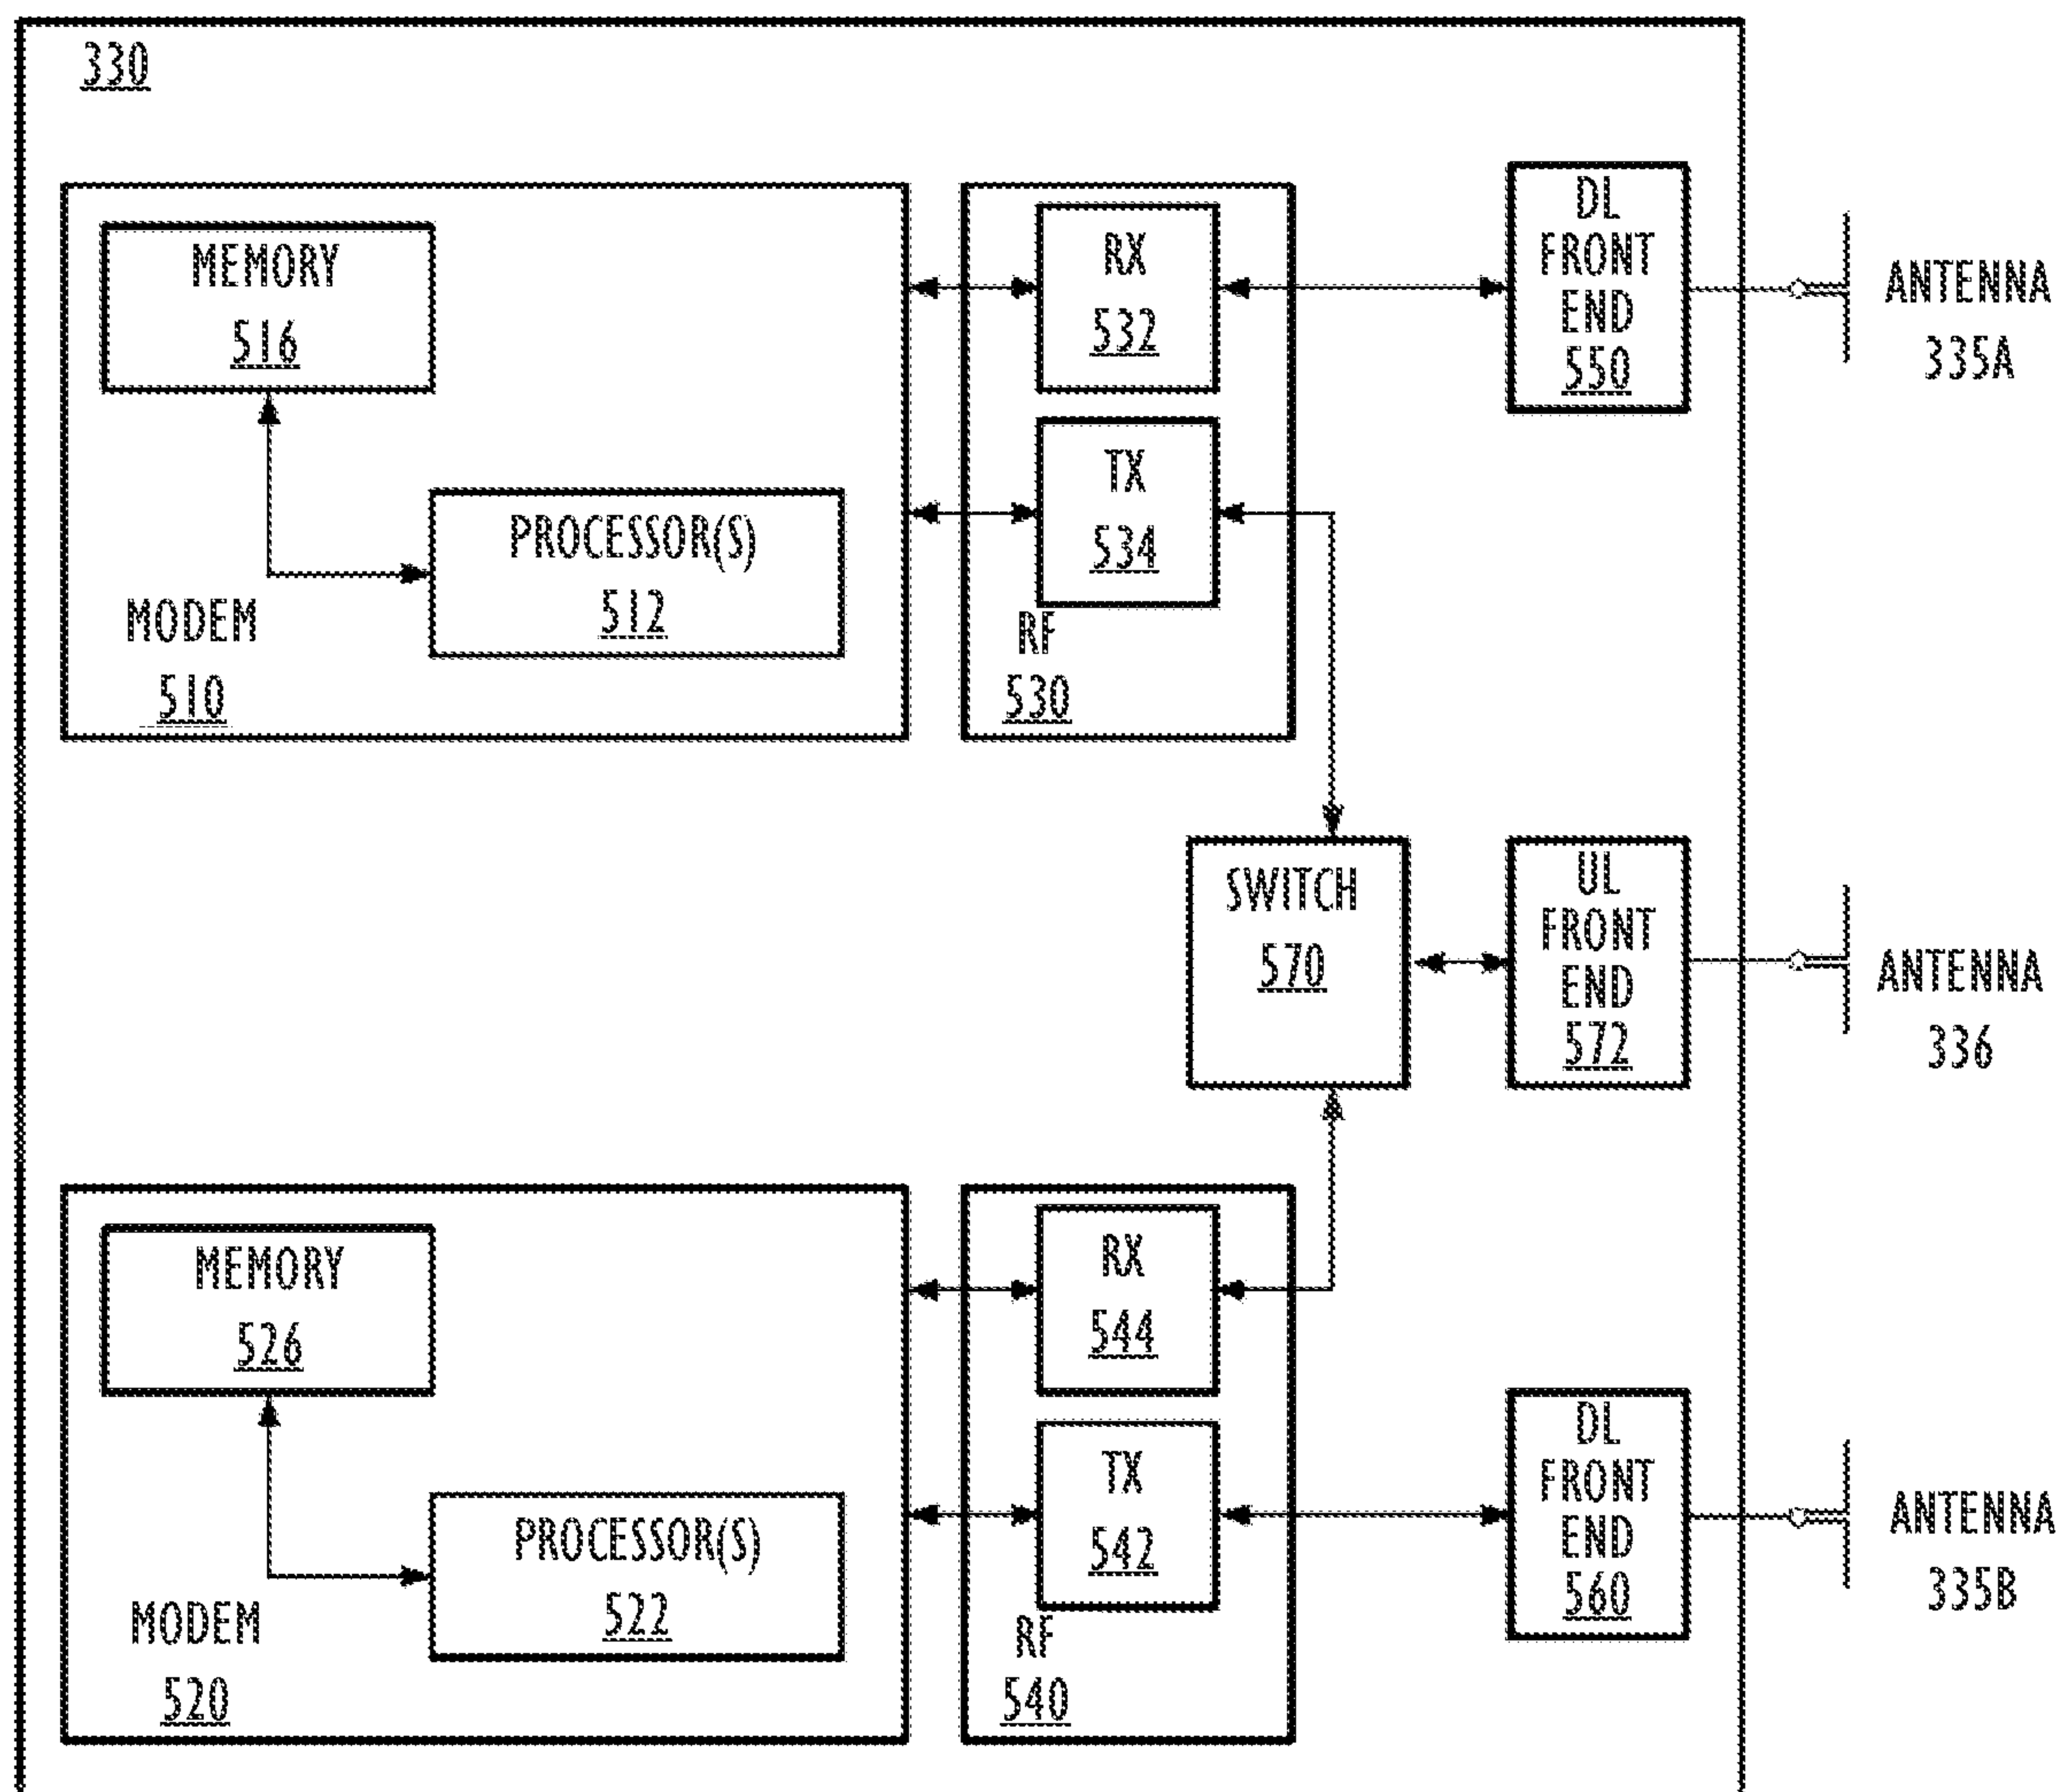 330
MEMORY
516
PROCESSOR(S)
512
MODEM
510
RX
532
TX
534
RF
530
DL
FRONT
END
550
ANTENNA
335A
SWITCH
570
UL
FRONT
END
572
ANTENNA
336
MEMORY
526
PROCESSOR(S)
522
MODEM
520
RX
544
TX
542
RF
540
DL
FRONT
END
560
ANTENNA
335B